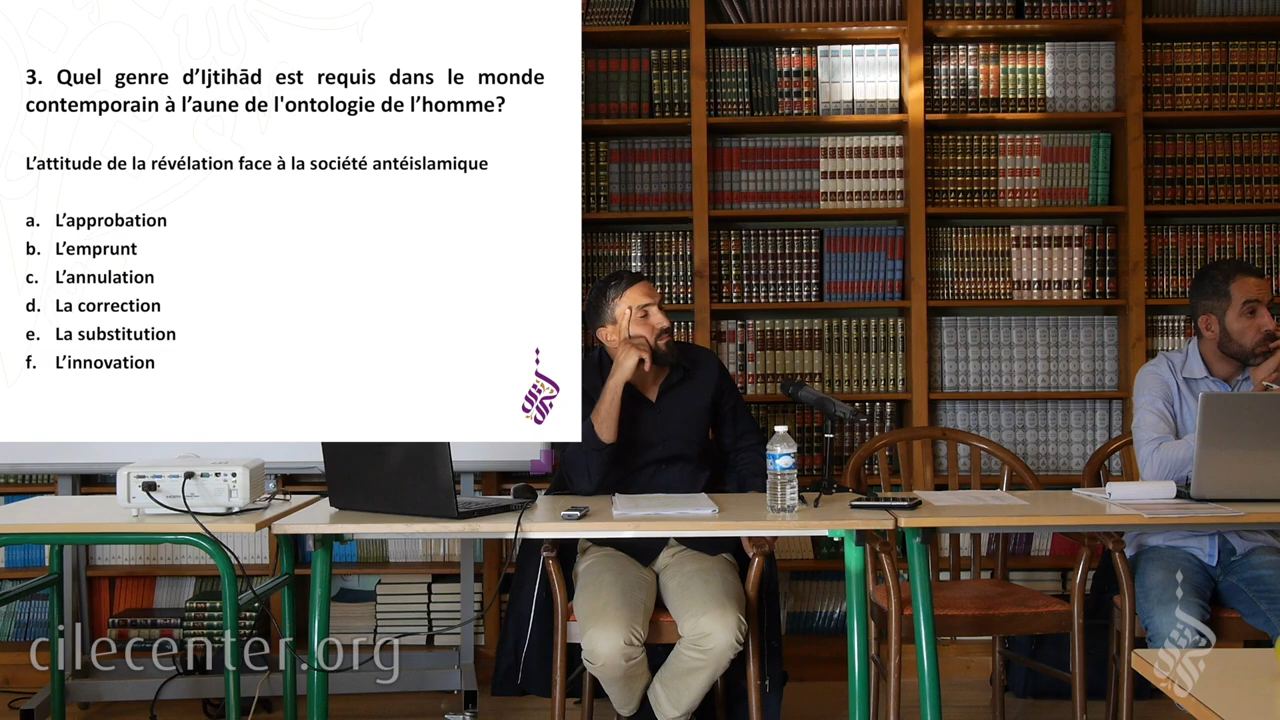 3. Quel genre d’Ijtihād est requis dans le monde
contemporain à l’aune de l'ontologie de l’homme?
L’attitude de la révélation face à la société antéislamique
a. L’approbation
b. L’emprunt
c. L’annulation
d. La correction
e. La substitution
f. L’innovation
cilecenter.org